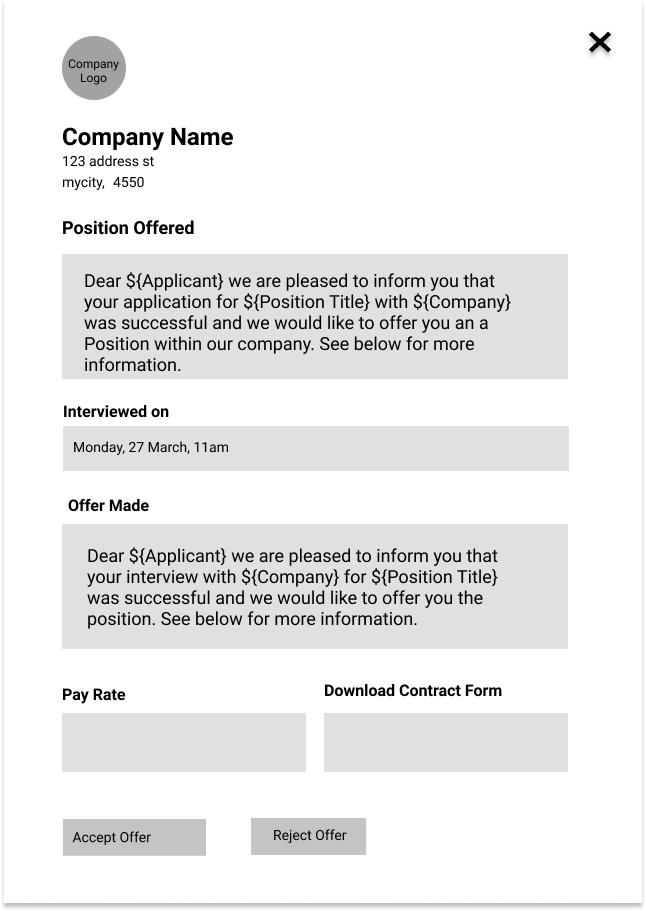 Company
Logo
Company Name
123 address st
mycity,  4550
Position Offered
Dear ${Applicant} we are pleased to inform you that
your application for ${Position Title} with ${Company}
was successful and we would like to offer you an a
Position within our company. See below for more
information.
Interviewed on
Monday, 27 March, 11am
Offer Made
Dear ${Applicant} we are pleased to inform you that
your interview with ${Company} for ${Position Title}
was successful and we would like to offer you the
position. See below for more information.
Pay Rate
Download Contract Form
Accept Offer
Reject Offer